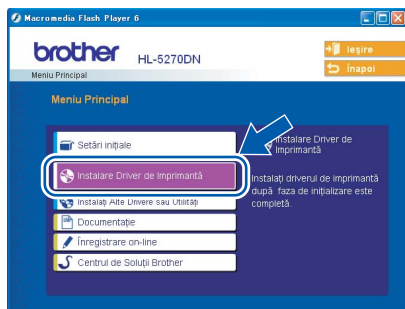 Macromedia Flash Player 6
brother HL-5270DN
Ieşire
Înapoi
Meniu Principal
Meniu Principal
Setări iniţiale
Instalare Driver de Imprimantă
Instalaţi Alte Drivere sau Utilităţi
Documentaţie
Înregistrare on-line
Centrul de Soluţii Brother
Instalare Driver de
Imprimantă
Instalaţi driverul de imprimantă
după faza de iniţializare este
completă.